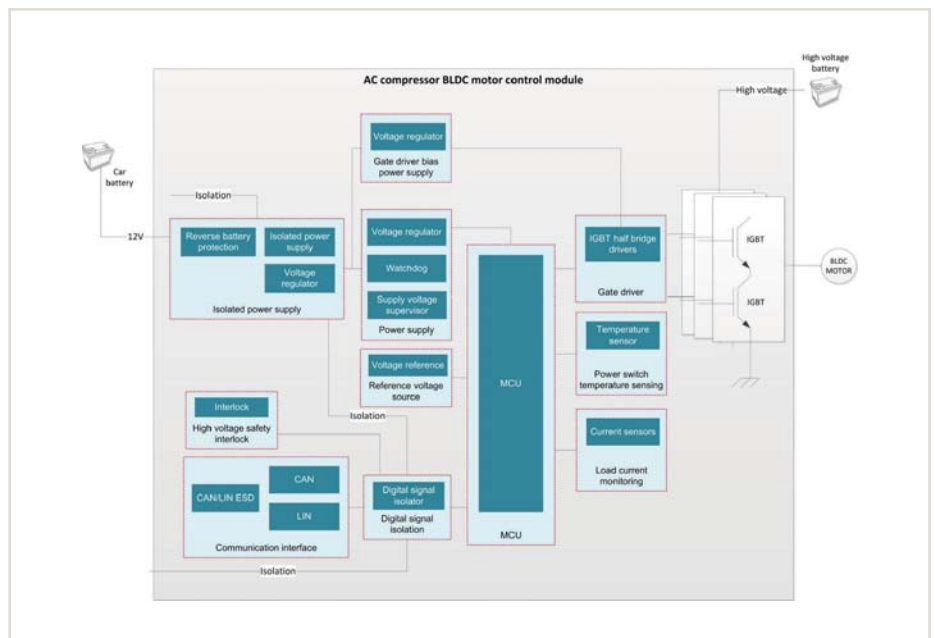 AC compressor BLDC motor control module
High voltage
battery
High voltage
Car
battery
12V
Isolation
Voltage regulator
Gate driver bias
power supply
Reverse battery
protection
Isolated power
supply
Voltage
regulator
Isolated power supply
Voltage regulator
Watchdog
Supply voltage
supervisor
Power supply
Voltage reference
Reference voltage
source
Isolation
Interlock
High voltage safety
interlock
CAN/LIN ESD
CAN
LIN
Communication interface
Digital signal
isolator
Digital signal
isolation
Isolation
MCU
MCU
IGBT half bridge
drivers
Gate driver
Temperature
sensor
Power switch
temperature sensing
Current sensors
Load current
monitoring
IGBT
IGBT
BLDC
MOTOR